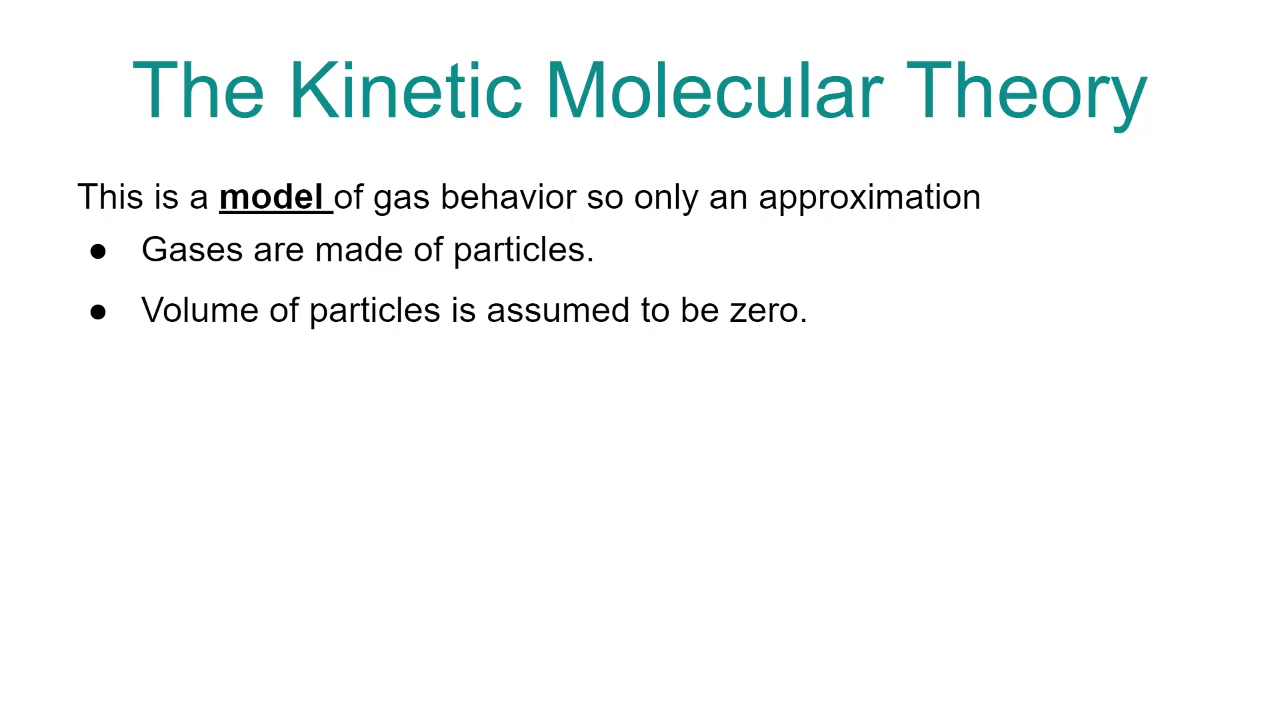 The Kinetic Molecular Theory
This is a model of gas behavior so only an approximation
● Gases are made of particles.
● Volume of particles is assumed to be zero.